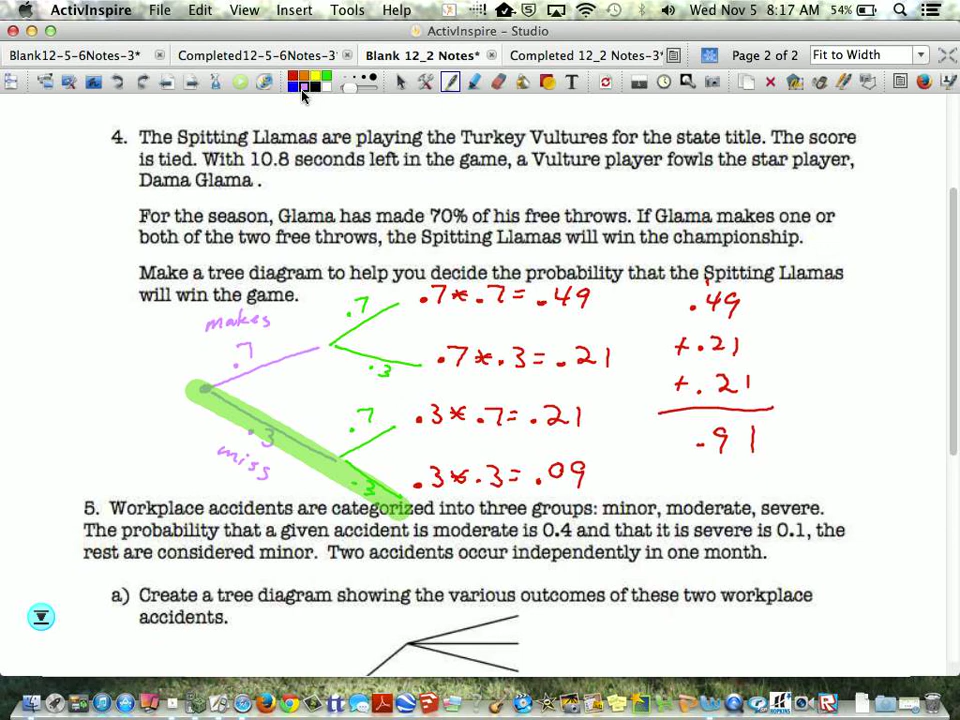 ActivInspire File Edit View Insert Tools Help Wed Nov 5 8:17 AM 54%
ActivInspire - Studio
Blank12-5-6Notes-3* Completed12-5-6Notes-3* Blank 12_2 Notes* Completed 12_2 Notes-3* Page 2 of 2 Fit to Width
4. The Spitting Llamas are playing the Turkey Vultures for the state title. The score
is tied. With 10.8 seconds left in the game, a Vulture player fowls the star player,
Dama Glama .
For the season, Glama has made 70% of his free throws. If Glama makes one or
both of the two free throws, the Spitting Llamas will win the championship.
Make a tree diagram to help you decide the probability that the Spitting Llamas
will win the game.
makes
.7
.7
.7*.7=.49
.3
.7*.3=.21
.3
miss
.7
.3*.7=.21
.3
.3*.3=.09
.49
+.21
+.21
.91
5. Workplace accidents are categorized into three groups: minor, moderate, severe.
The probability that a given accident is moderate is 0.4 and that it is severe is 0.1, the
rest are considered minor. Two accidents occur independently in one month.
a) Create a tree diagram showing the various outcomes of these two workplace
accidents.